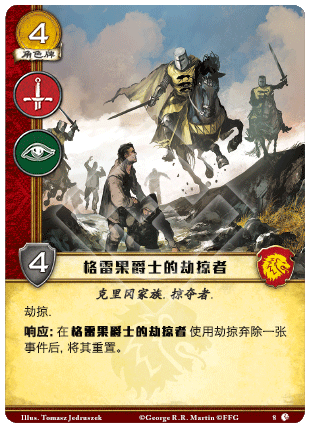 4
角色牌
4
格雷果爵士的劫掠者
克里冈家族. 掠夺者.
劫掠.
响应: 在 格雷果爵士的劫掠者 使用劫掠弃除一张
事件后, 将其重置。
Illus. Tomasz Jedruszek ©George R. R. Martin ©FFG 8